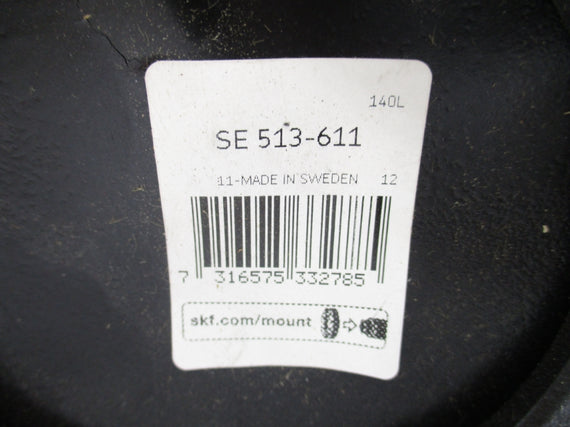 140L
SE 513-611
11-MADE IN SWEDEN 12
7 316575 332785
skf.com/mount